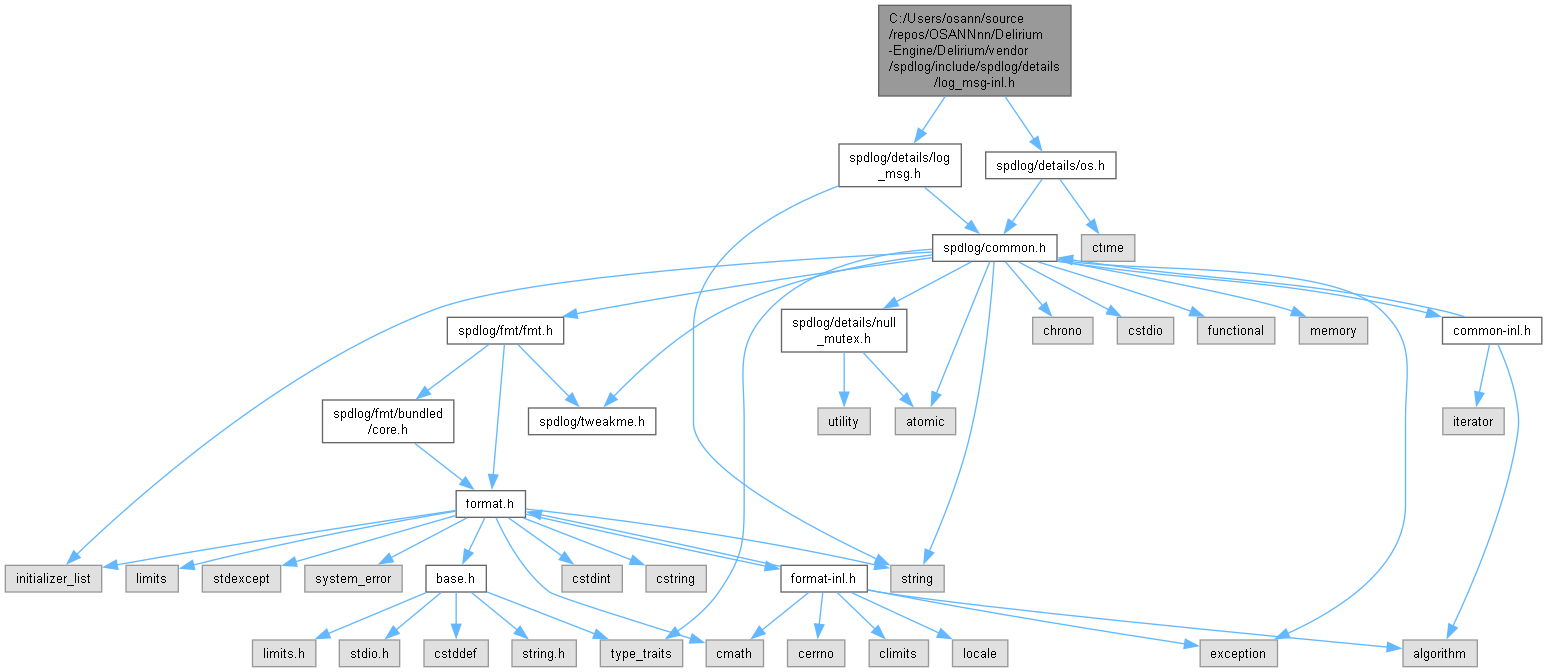 C:/Users/osann/source
/repos/OSANNnn/Delirium
-Engine/Delirium/vendor
/spdlog/include/spdlog/details
/log_msg-inl.h
spdlog/details/log
_msg.h
spdlog/details/os.h
spdlog/common.h
ctime
spdlog/fmt/fmt.h
spdlog/details/null
_mutex.h
chrono
cstdio
functional
memory
common-inl.h
spdlog/fmt/bundled
/core.h
spdlog/tweakme.h
utility
atomic
iterator
format.h
initializer_list
limits
stdexcept
system_error
base.h
cstdint
cstring
format-inl.h
string
limits.h
stdio.h
cstddef
string.h
type_traits
cmath
cerrno
climits
locale
exception
algorithm